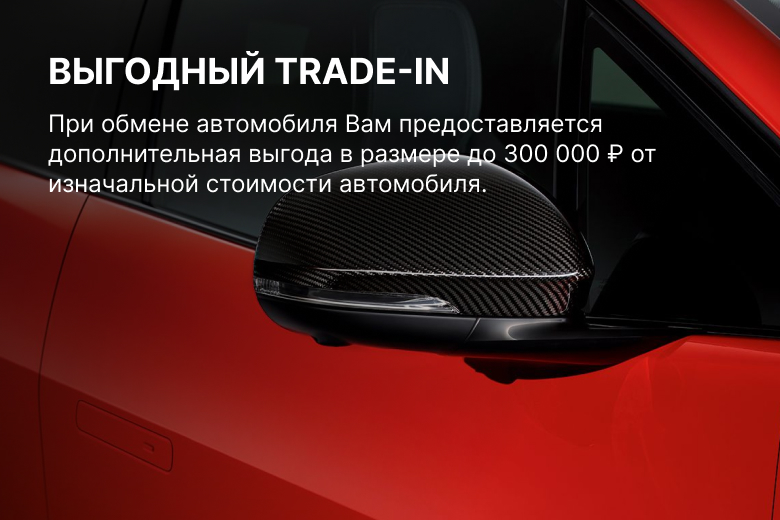 ВЫГОДНЫЙ TRADE-IN
При обмене автомобиля Вам предоставляется
дополнительная выгода в размере до 300 000 ₽ от
изначальной стоимости автомобиля.